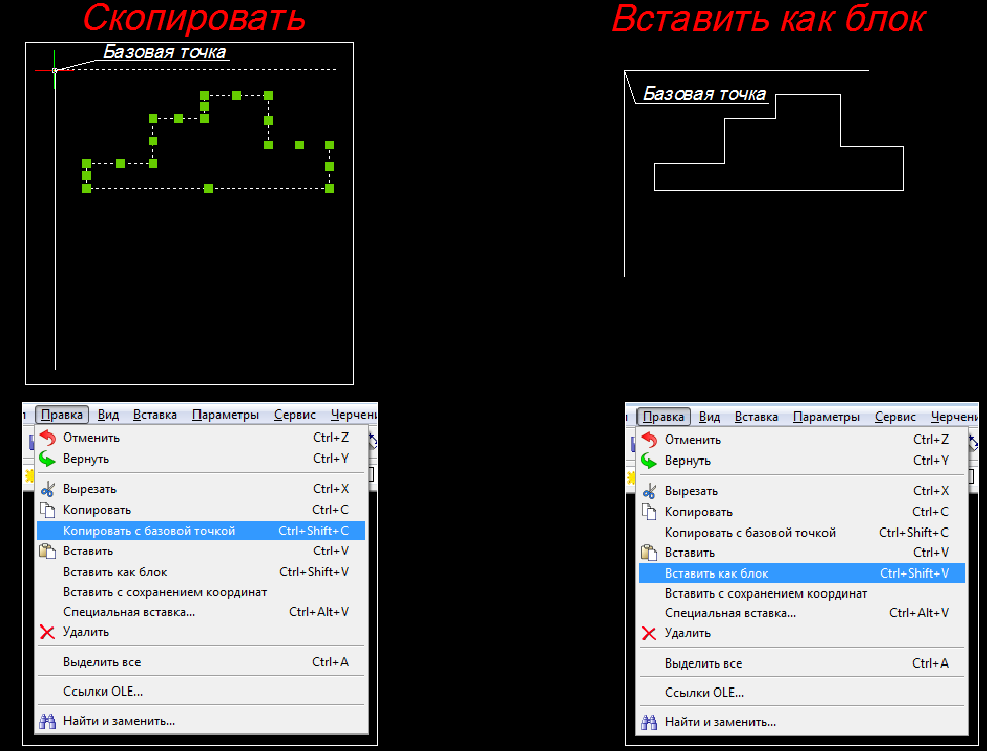 Скопировать
Базовая точка
Правка Вид Вставка Параметры Сервис
Отменить Ctrl+Z
Вернуть Ctrl+Y
Вырезать Ctrl+X
Копировать Ctrl+C
Копировать с базовой точкой Ctrl+Shift+C
Вставить Ctrl+V
Вставить как блок Ctrl+Shift+V
Вставить с сохранением координат
Специальная вставка... Ctrl+Alt+V
Удалить
Выделить все Ctrl+A
Ссылки OLE...
Найти и заменить...
Вставить как блок
Базовая точка
Правка Вид Вставка Параметры Сервис
Отменить Ctrl+Z
Вернуть Ctrl+Y
Вырезать Ctrl+X
Копировать Ctrl+C
Копировать с базовой точкой Ctrl+Shift+C
Вставить Ctrl+V
Вставить как блок Ctrl+Shift+V
Вставить с сохранением координат
Специальная вставка... Ctrl+Alt+V
Удалить
Выделить все Ctrl+A
Ссылки OLE...
Найти и заменить...